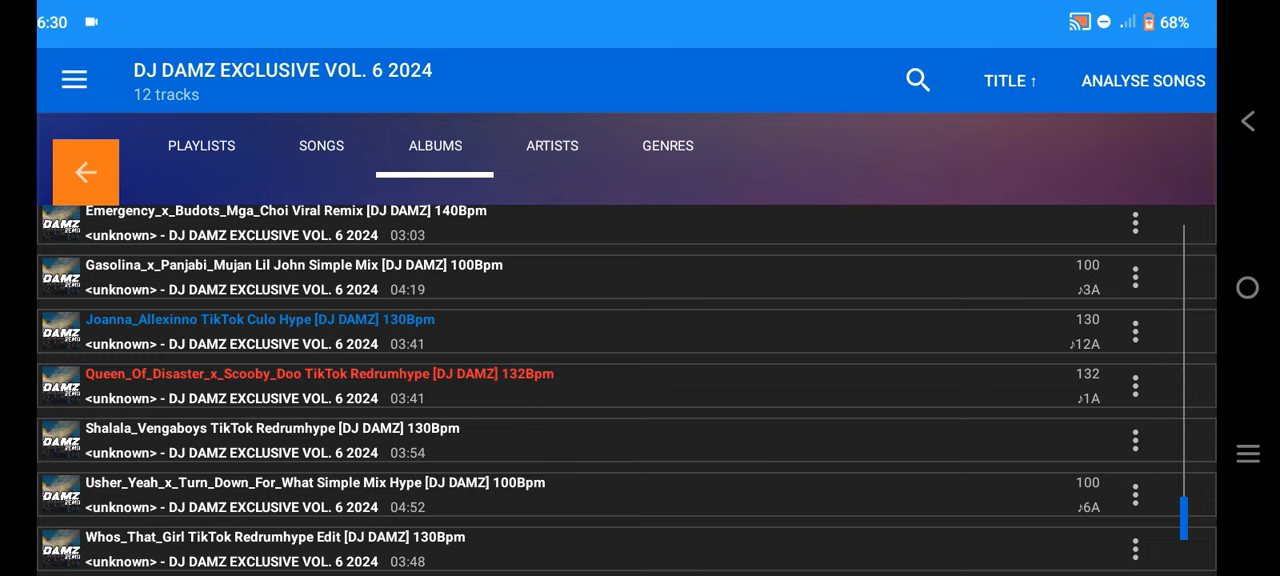 6:30 68%
DJ DAMZ EXCLUSIVE VOL. 6 2024
12 tracks
TITLE ↑ ANALYSE SONGS
PLAYLISTS SONGS ALBUMS ARTISTS GENRES
Emergency_x_Budots_Mga_Choi Viral Remix [DJ DAMZ] 140Bpm
<unknown> - DJ DAMZ EXCLUSIVE VOL. 6 2024 03:03
DAMZ
Gasolina_x_Panjabi_Mujan Lil John Simple Mix [DJ DAMZ] 100Bpm 100
<unknown> - DJ DAMZ EXCLUSIVE VOL. 6 2024 04:19 ♪3A
DAMZ
Joanna_Allexinno TikTok Culo Hype [DJ DAMZ] 130Bpm 130
<unknown> - DJ DAMZ EXCLUSIVE VOL. 6 2024 03:41 ♪12A
DAMZ
Queen_Of_Disaster_x_Scooby_Doo TikTok Redrumhype [DJ DAMZ] 132Bpm 132
<unknown> - DJ DAMZ EXCLUSIVE VOL. 6 2024 03:41 ♪1A
DAMZ
Shalala_Vengaboys TikTok Redrumhype [DJ DAMZ] 130Bpm
<unknown> - DJ DAMZ EXCLUSIVE VOL. 6 2024 03:54
DAMZ
Usher_Yeah_x_Turn_Down_For_What Simple Mix Hype [DJ DAMZ] 100Bpm 100
<unknown> - DJ DAMZ EXCLUSIVE VOL. 6 2024 04:52 ♪6A
DAMZ
Whos_That_Girl TikTok Redrumhype Edit [DJ DAMZ] 130Bpm
<unknown> - DJ DAMZ EXCLUSIVE VOL. 6 2024 03:48
DAMZ